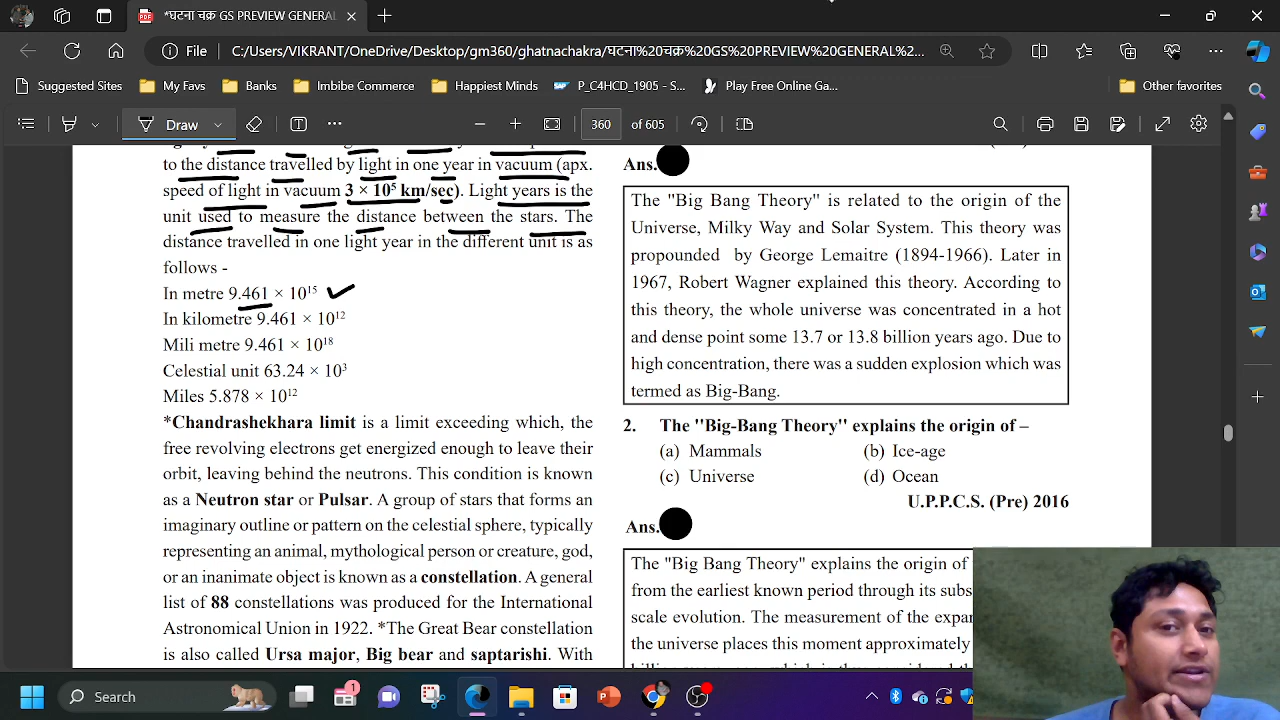 *घटना चक्र GS PREVIEW GENERAL
File C:/Users/VIKRANT/OneDrive/Desktop/gm360/ghatnachakra/घटना%20चक्र%20GS%20PREVIEW%20GENERAL%2...
Suggested Sites My Favs Banks Imbibe Commerce Happiest Minds P_C4HCD_1905 - S... Play Free Online Ga... Other favorites
Draw 360 of 605
to the distance travelled by light in one year in vacuum (apx.
speed of light in vacuum 3 × 10⁵ km/sec). Light years is the
unit used to measure the distance between the stars. The
distance travelled in one light year in the different unit is as
follows -
In metre 9.461 × 10¹⁵
In kilometre 9.461 × 10¹²
Mili metre 9.461 × 10¹⁸
Celestial unit 63.24 × 10³
Miles 5.878 × 10¹²
*Chandrashekhara limit is a limit exceeding which, the
free revolving electrons get energized enough to leave their
orbit, leaving behind the neutrons. This condition is known
as a Neutron star or Pulsar. A group of stars that forms an
imaginary outline or pattern on the celestial sphere, typically
representing an animal, mythological person or creature, god,
or an inanimate object is known as a constellation. A general
list of 88 constellations was produced for the International
Astronomical Union in 1922. *The Great Bear constellation
is also called Ursa major, Big bear and saptarishi. With
Ans.
The "Big Bang Theory" is related to the origin of the
Universe, Milky Way and Solar System. This theory was
propounded by George Lemaitre (1894-1966). Later in
1967, Robert Wagner explained this theory. According to
this theory, the whole universe was concentrated in a hot
and dense point some 13.7 or 13.8 billion years ago. Due to
high concentration, there was a sudden explosion which was
termed as Big-Bang.
2. The "Big-Bang Theory" explains the origin of –
(a) Mammals (b) Ice-age
(c) Universe (d) Ocean
U.P.P.C.S. (Pre) 2016
Ans.
The "Big Bang Theory" explains the origin of
from the earliest known period through its subs
scale evolution. The measurement of the expa
the universe places this moment approximately
Search